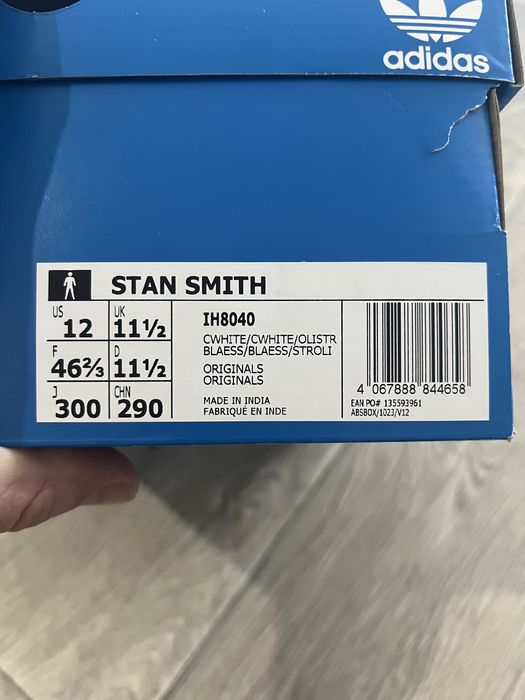 adidas
STAN SMITH
US
12
UK
11½
F
46⅔
D
11½
J
300
CHN
290
IH8040
CWHITE/CWHITE/OLISTR
BLAESS/BLAESS/STROLI
ORIGINALS
ORIGINALS
MADE IN INDIA
FABRIQUÉ EN INDE
4 067888 844658
EAN PO# 135593961
ABSBOX/1023/V12